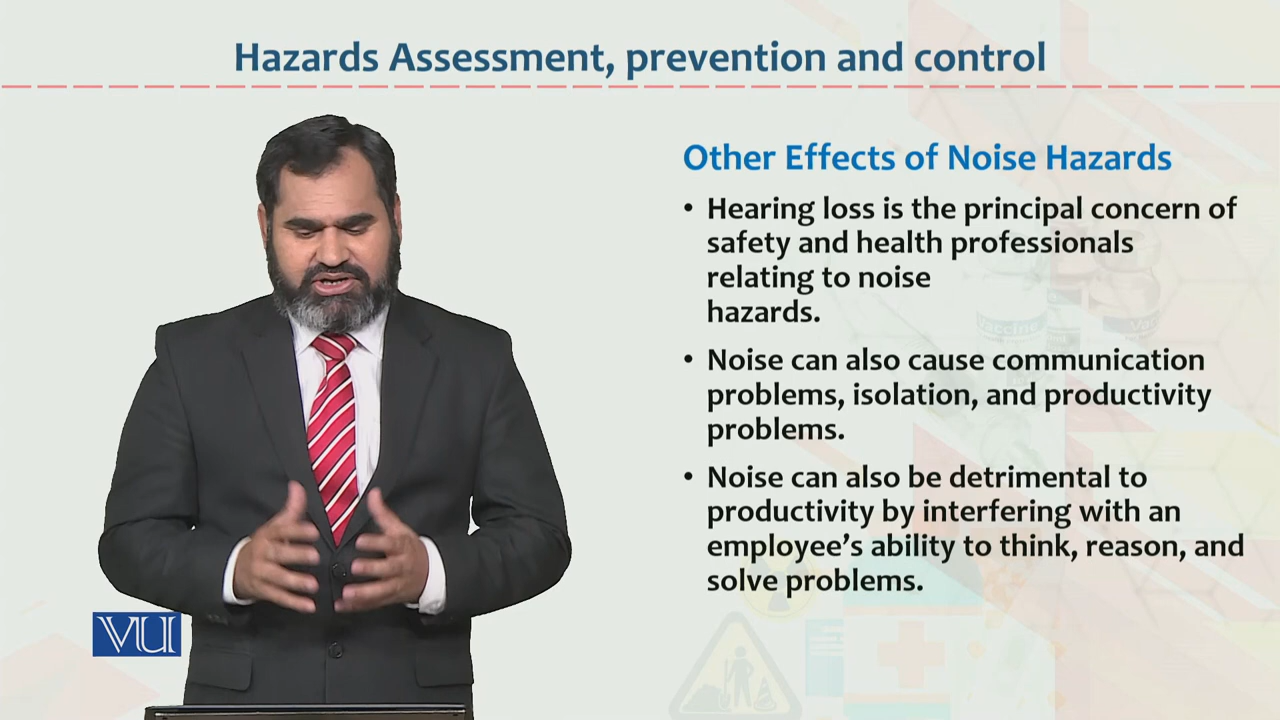 Hazards Assessment, prevention and control
Other Effects of Noise Hazards
• Hearing loss is the principal concern of
safety and health professionals
relating to noise
hazards.
• Noise can also cause communication
problems, isolation, and productivity
problems.
• Noise can also be detrimental to
productivity by interfering with an
employee's ability to think, reason, and
solve problems.
VU
vaccine